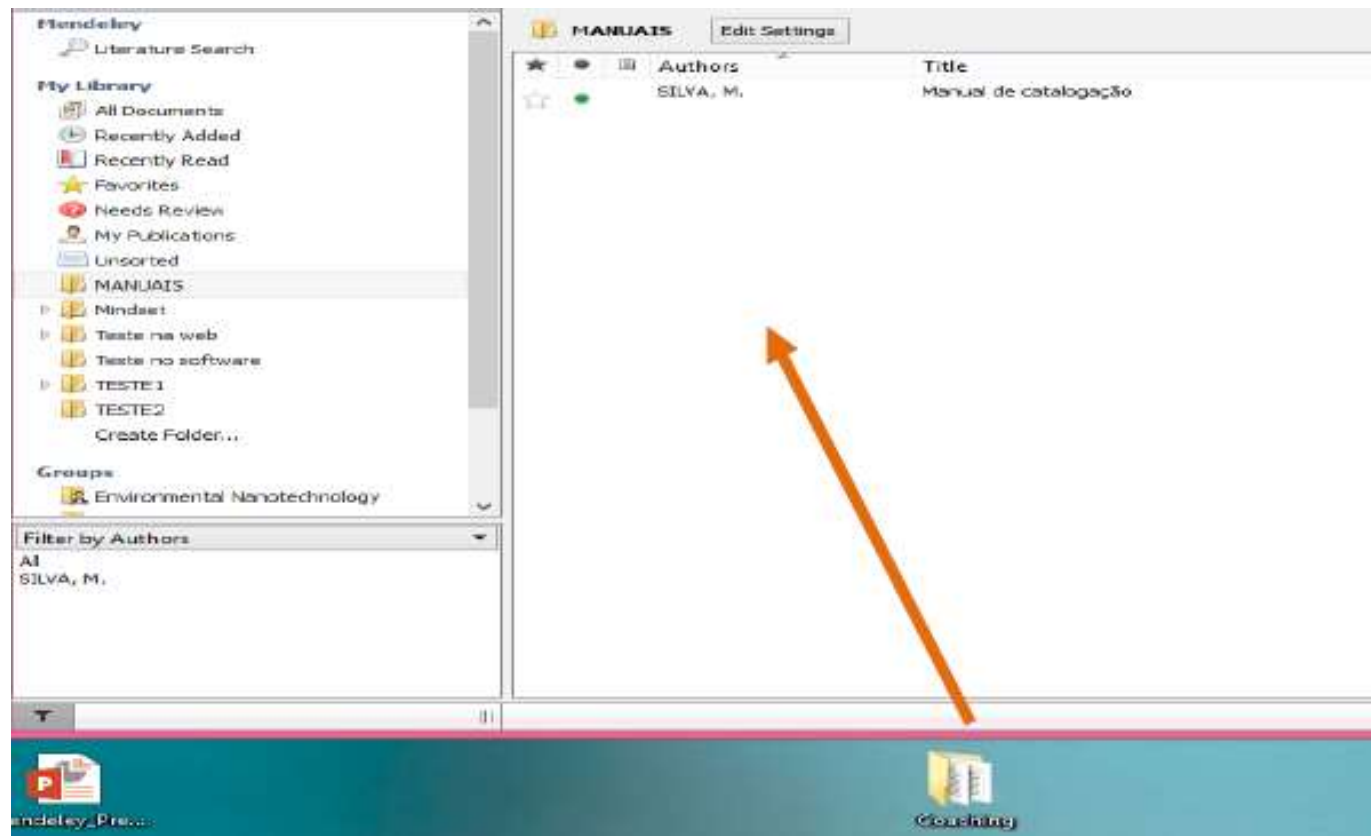 Mendeley
Literature Search
My Library
All Documents
Recently Added
Recently Read
Favorites
Needs Review
My Publications
Unsorted
MANUAIS
Mindset
Teste na web
Teste no software
TESTE1
TESTE2
Create Folder...
Groups
Environmental Nanotechnology
Filter by Authors
All
SILVA, M.
MANUAIS Edit Settings
Authors Title
SILVA, M. Manual de catalogação
endeley_Pre...
Coaching